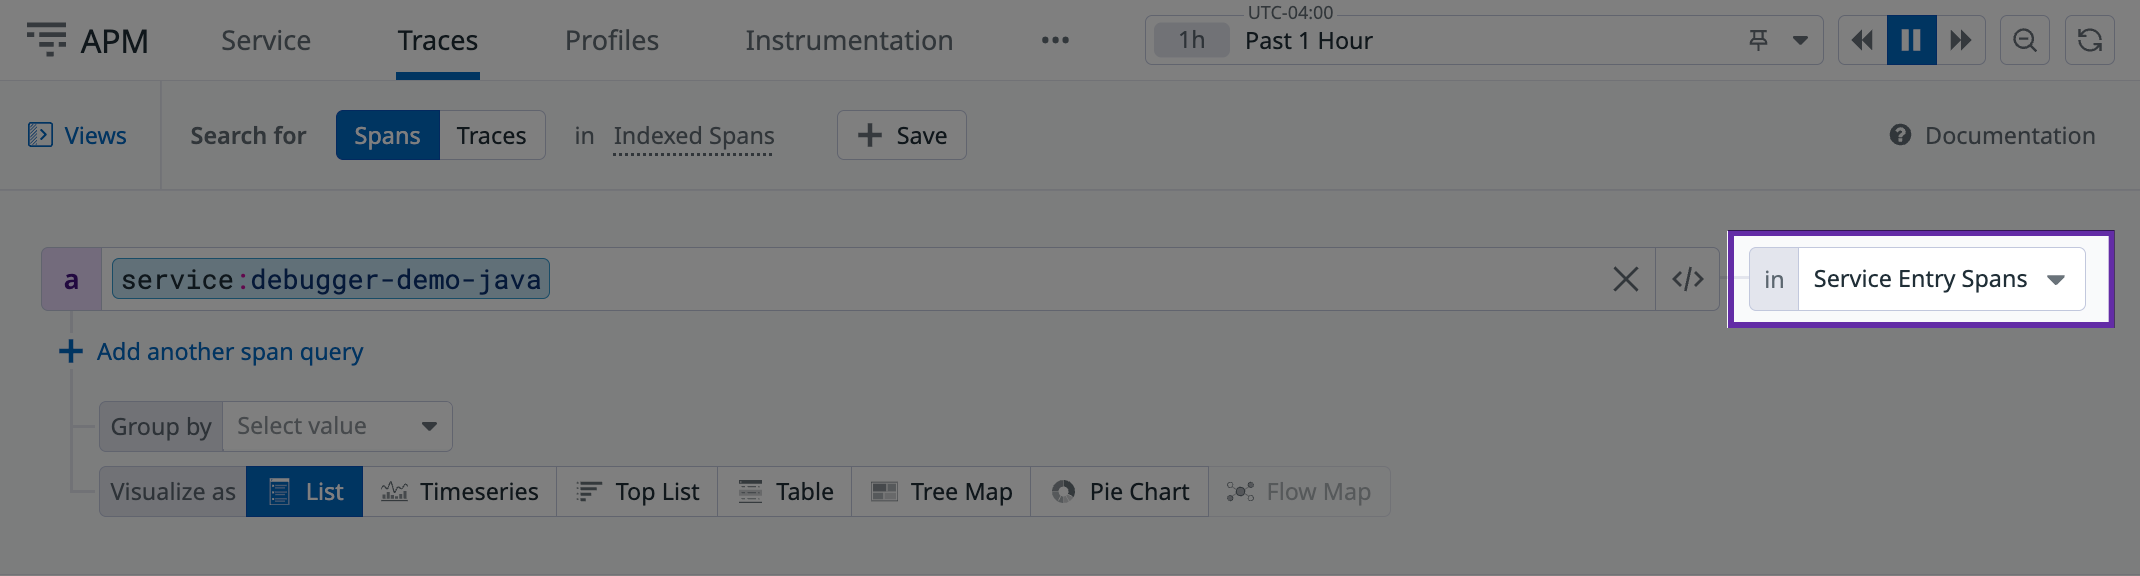 UTC-04:00
APM Service Traces Profiles Instrumentation ••• 1h Past 1 Hour
Views Search for Spans Traces in Indexed Spans + Save Documentation
a service:debugger-demo-java </> in Service Entry Spans
+ Add another span query
Group by Select value
Visualize as List Timeseries Top List Table Tree Map Pie Chart Flow Map